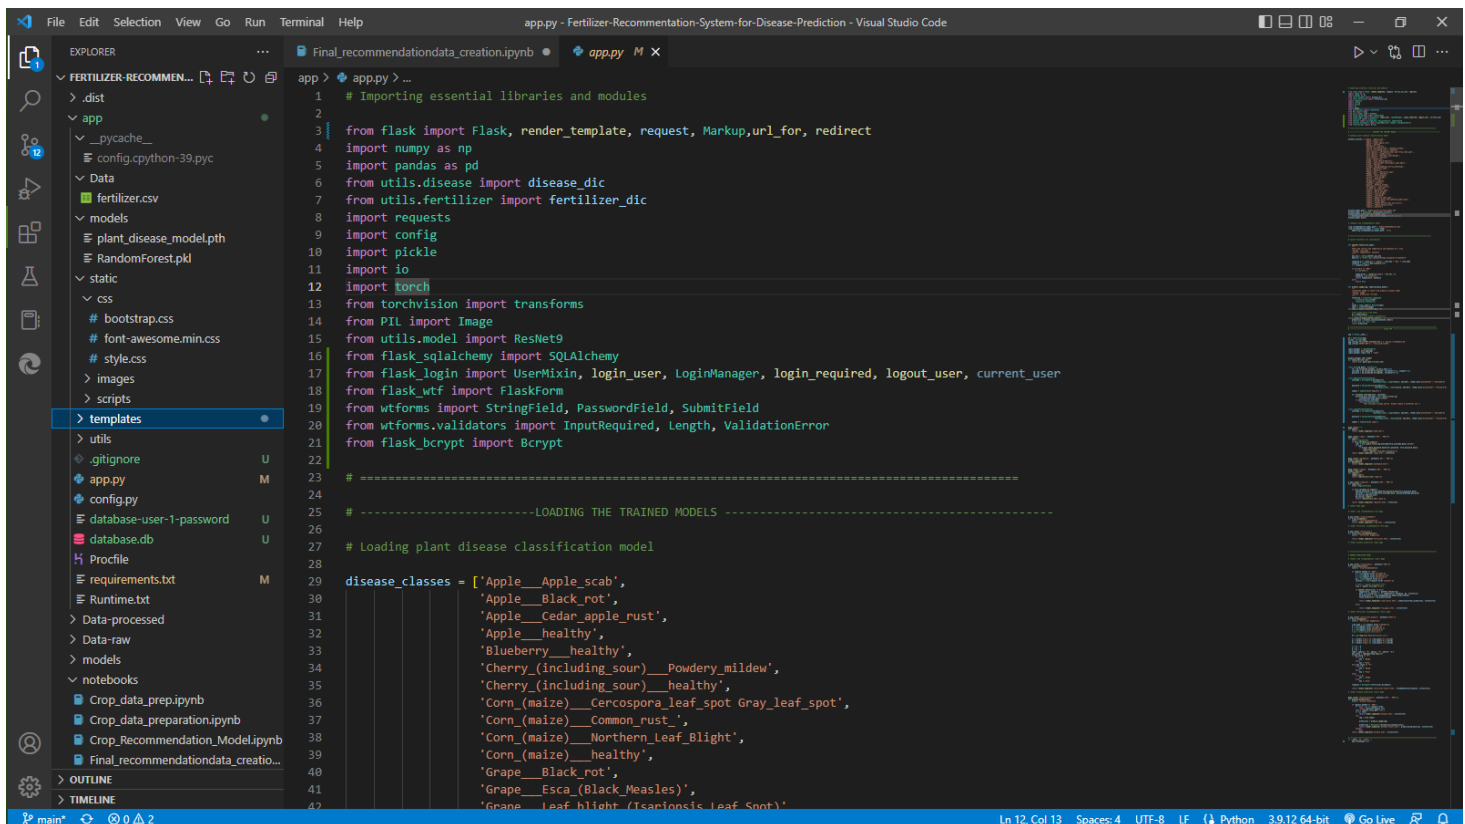 File Edit Selection View Go Run Terminal Help app.py - Fertilizer-Recommentation-System-for-Disease-Prediction - Visual Studio Code
EXPLORER ...
FERTILIZER-RECOMMEN...
.dist
app
__pycache__
config.cpython-39.pyc
Data
fertilizer.csv
models
plant_disease_model.pth
RandomForest.pkl
static
css
# bootstrap.css
# font-awesome.min.css
# style.css
images
scripts
templates
utils
.gitignore U
app.py M
config.py
database-user-1-password U
database.db U
Procfile
requirements.txt M
Runtime.txt
Data-processed
Data-raw
models
notebooks
Crop_data_prep.ipynb
Crop_data_preparation.ipynb
Crop_Recommendation_Model.ipynb
Final_recommendationdata_creatio...
OUTLINE
TIMELINE
1
12
Final_recommendationdata_creation.ipynb app.py M
app > app.py > ...
1 # Importing essential libraries and modules
2
3 from flask import Flask, render_template, request, Markup,url_for, redirect
4 import numpy as np
5 import pandas as pd
6 from utils.disease import disease_dic
7 from utils.fertilizer import fertilizer_dic
8 import requests
9 import config
10 import pickle
11 import io
12 import torch
13 from torchvision import transforms
14 from PIL import Image
15 from utils.model import ResNet9
16 from flask_sqlalchemy import SQLAlchemy
17 from flask_login import UserMixin, login_user, LoginManager, login_required, logout_user, current_user
18 from flask_wtf import FlaskForm
19 from wtforms import StringField, PasswordField, SubmitField
20 from wtforms.validators import InputRequired, Length, ValidationError
21 from flask_bcrypt import Bcrypt
22
23 # ==========================================================================================
24
25 # ------------------------LOADING THE TRAINED MODELS ---------------------------------------------
26
27 # Loading plant disease classification model
28
29 disease_classes = ['Apple___Apple_scab',
30 'Apple___Black_rot',
31 'Apple___Cedar_apple_rust',
32 'Apple___healthy',
33 'Blueberry___healthy',
34 'Cherry_(including_sour)___Powdery_mildew',
35 'Cherry_(including_sour)___healthy',
36 'Corn_(maize)___Cercospora_leaf_spot Gray_leaf_spot',
37 'Corn_(maize)___Common_rust_',
38 'Corn_(maize)___Northern_Leaf_Blight',
39 'Corn_(maize)___healthy',
40 'Grape___Black_rot',
41 'Grape___Esca_(Black_Measles)',
42 'Grape___Leaf_blight_(Isariopsis_Leaf_Spot)'
main* 0 2 Ln 12, Col 13 Spaces: 4 UTF-8 LF Python 3.9.12 64-bit Go Live